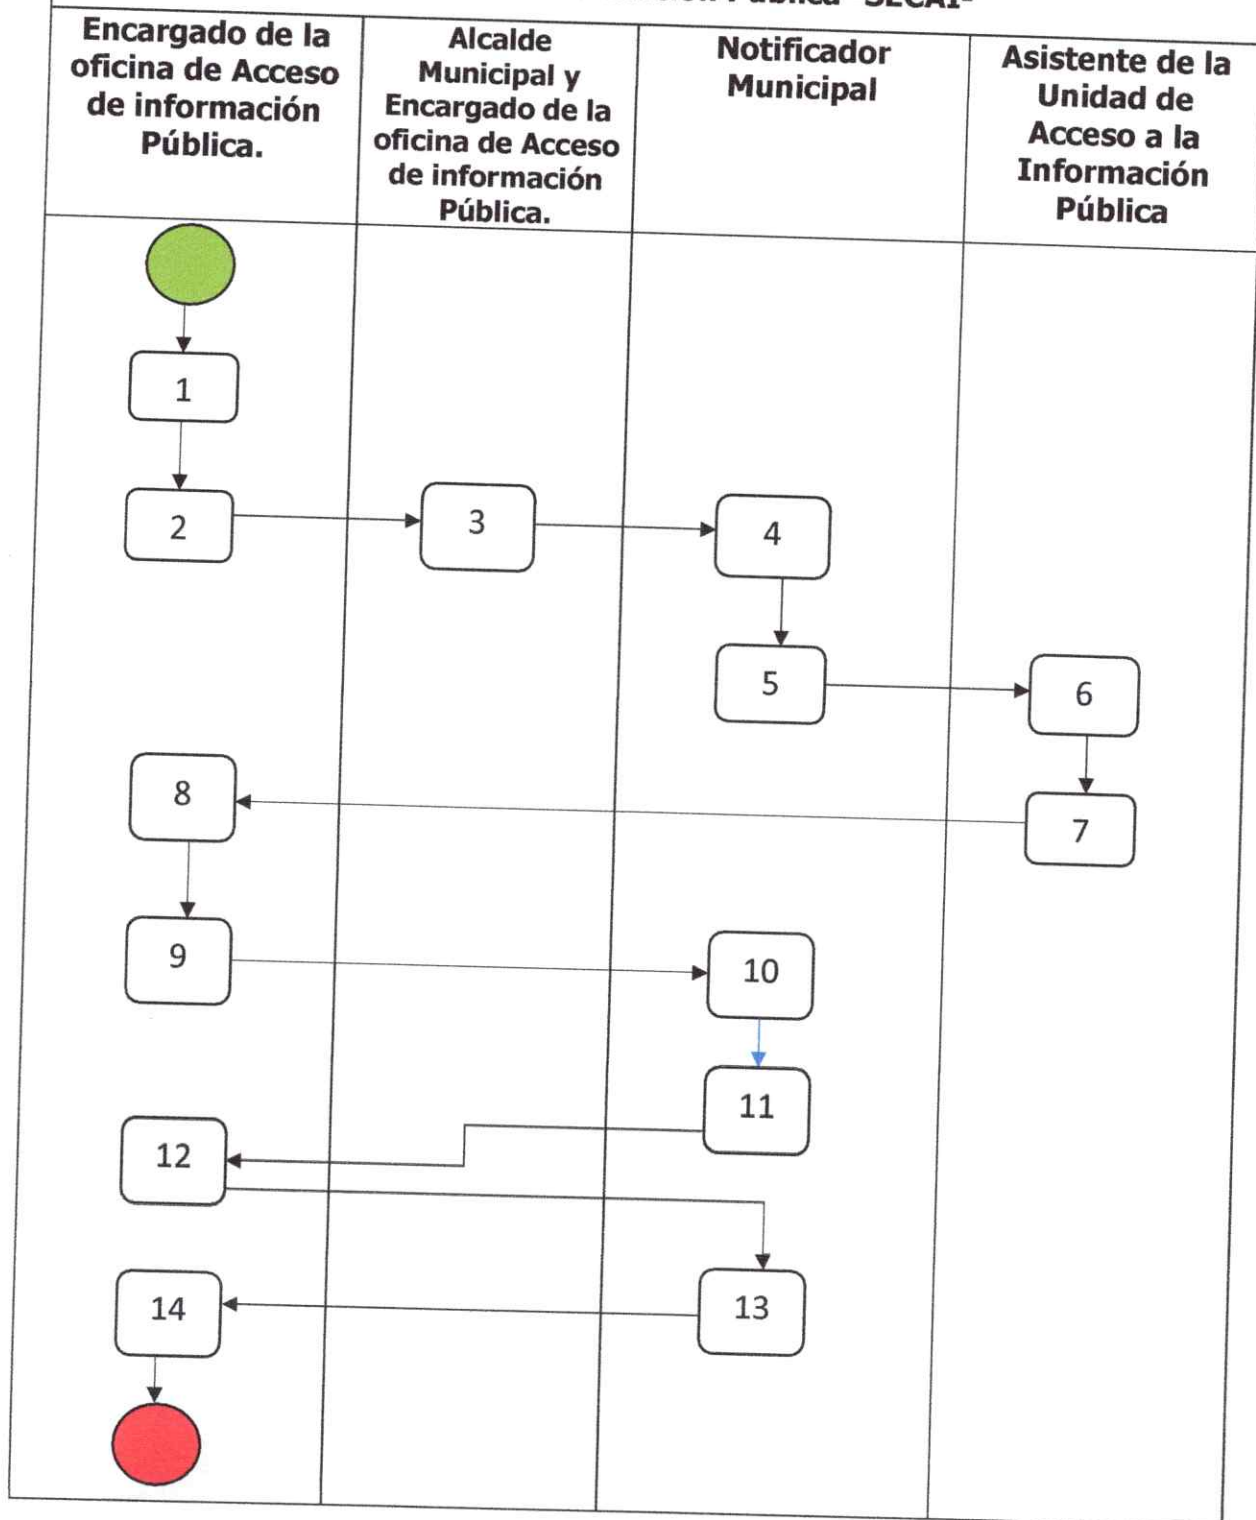 Pública -SECAI-
Encargado de la
oficina de Acceso
de información
Pública.
Alcalde
Municipal y
Encargado de la
oficina de Acceso
de información
Pública.
Notificador
Municipal
Asistente de la
Unidad de
Acceso a la
Información
Pública
1
2
3
4
5
6
7
8
9
10
11
12
13
14